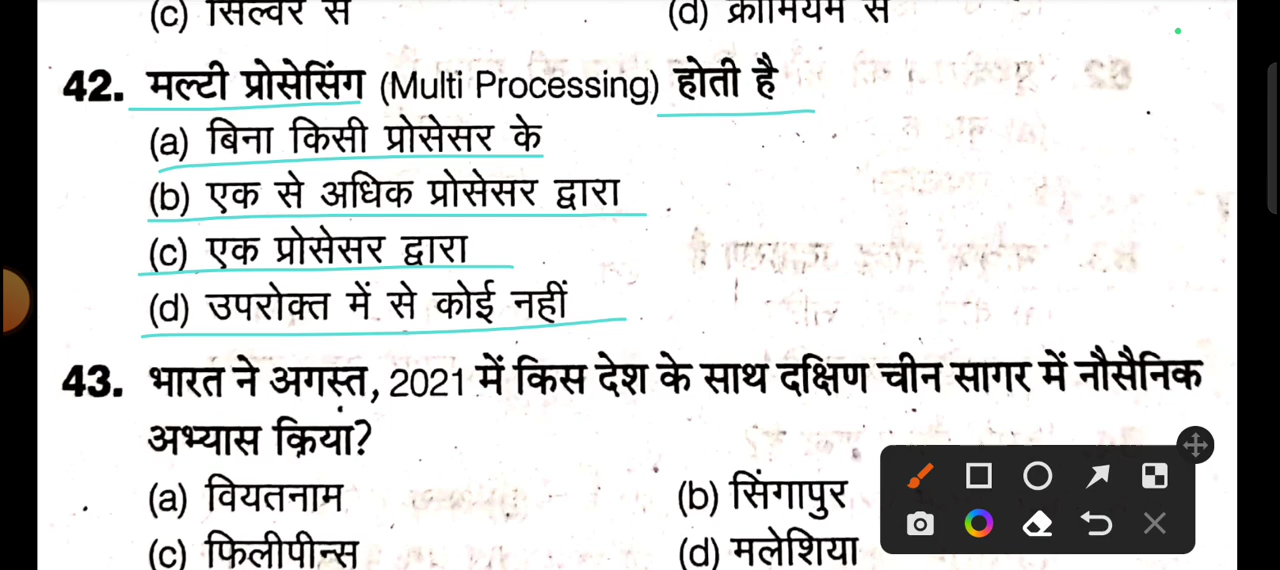 (c) सिल्वर से (d) क्रोमियम से
42. मल्टी प्रोसेसिंग (Multi Processing) होती है
(a) बिना किसी प्रोसेसर के
(b) एक से अधिक प्रोसेसर द्वारा
(c) एक प्रोसेसर द्वारा
(d) उपरोक्त में से कोई नहीं
43. भारत ने अगस्त, 2021 में किस देश के साथ दक्षिण चीन सागर में नौसैनिक
अभ्यास किया?
(a) वियतनाम (b) सिंगापुर
(c) फिलीपीन्स (d) मलेशिया